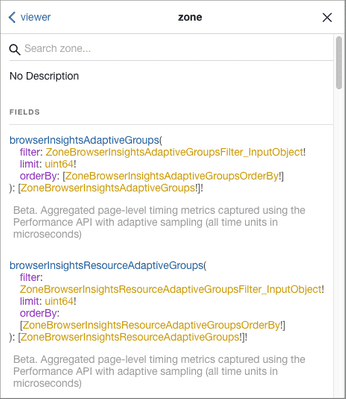 viewer
zone
Search zone...
No Description
FIELDS
browserInsightsAdaptiveGroups(
filter: ZoneBrowserInsightsAdaptiveGroupsFilter_InputObject!
limit: uint64!
orderBy: [ZoneBrowserInsightsAdaptiveGroupsOrderBy!]
): [ZoneBrowserInsightsAdaptiveGroups!]!
Beta. Aggregated page-level timing metrics captured using the
Performance API with adaptive sampling (all time units in
microseconds)
browserInsightsResourceAdaptiveGroups(
filter:
ZoneBrowserInsightsResourceAdaptiveGroupsFilter_InputObject!
limit: uint64!
orderBy:
[ZoneBrowserInsightsResourceAdaptiveGroupsOrderBy!]
): [ZoneBrowserInsightsResourceAdaptiveGroups!]!
Beta. Aggregated page-level timing metrics captured using the
Performance API with adaptive sampling (all time units in
microseconds)